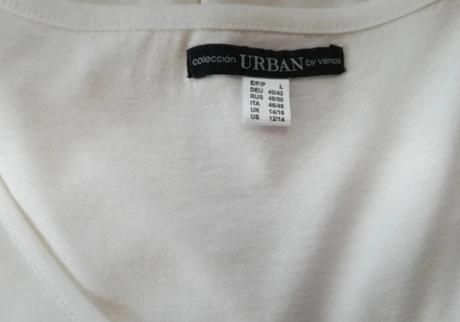 colección URBAN by venca
E/F/P L
DEU 40/42
RUS 48/50
ITA 46/48
UK 14/16
US 12/14